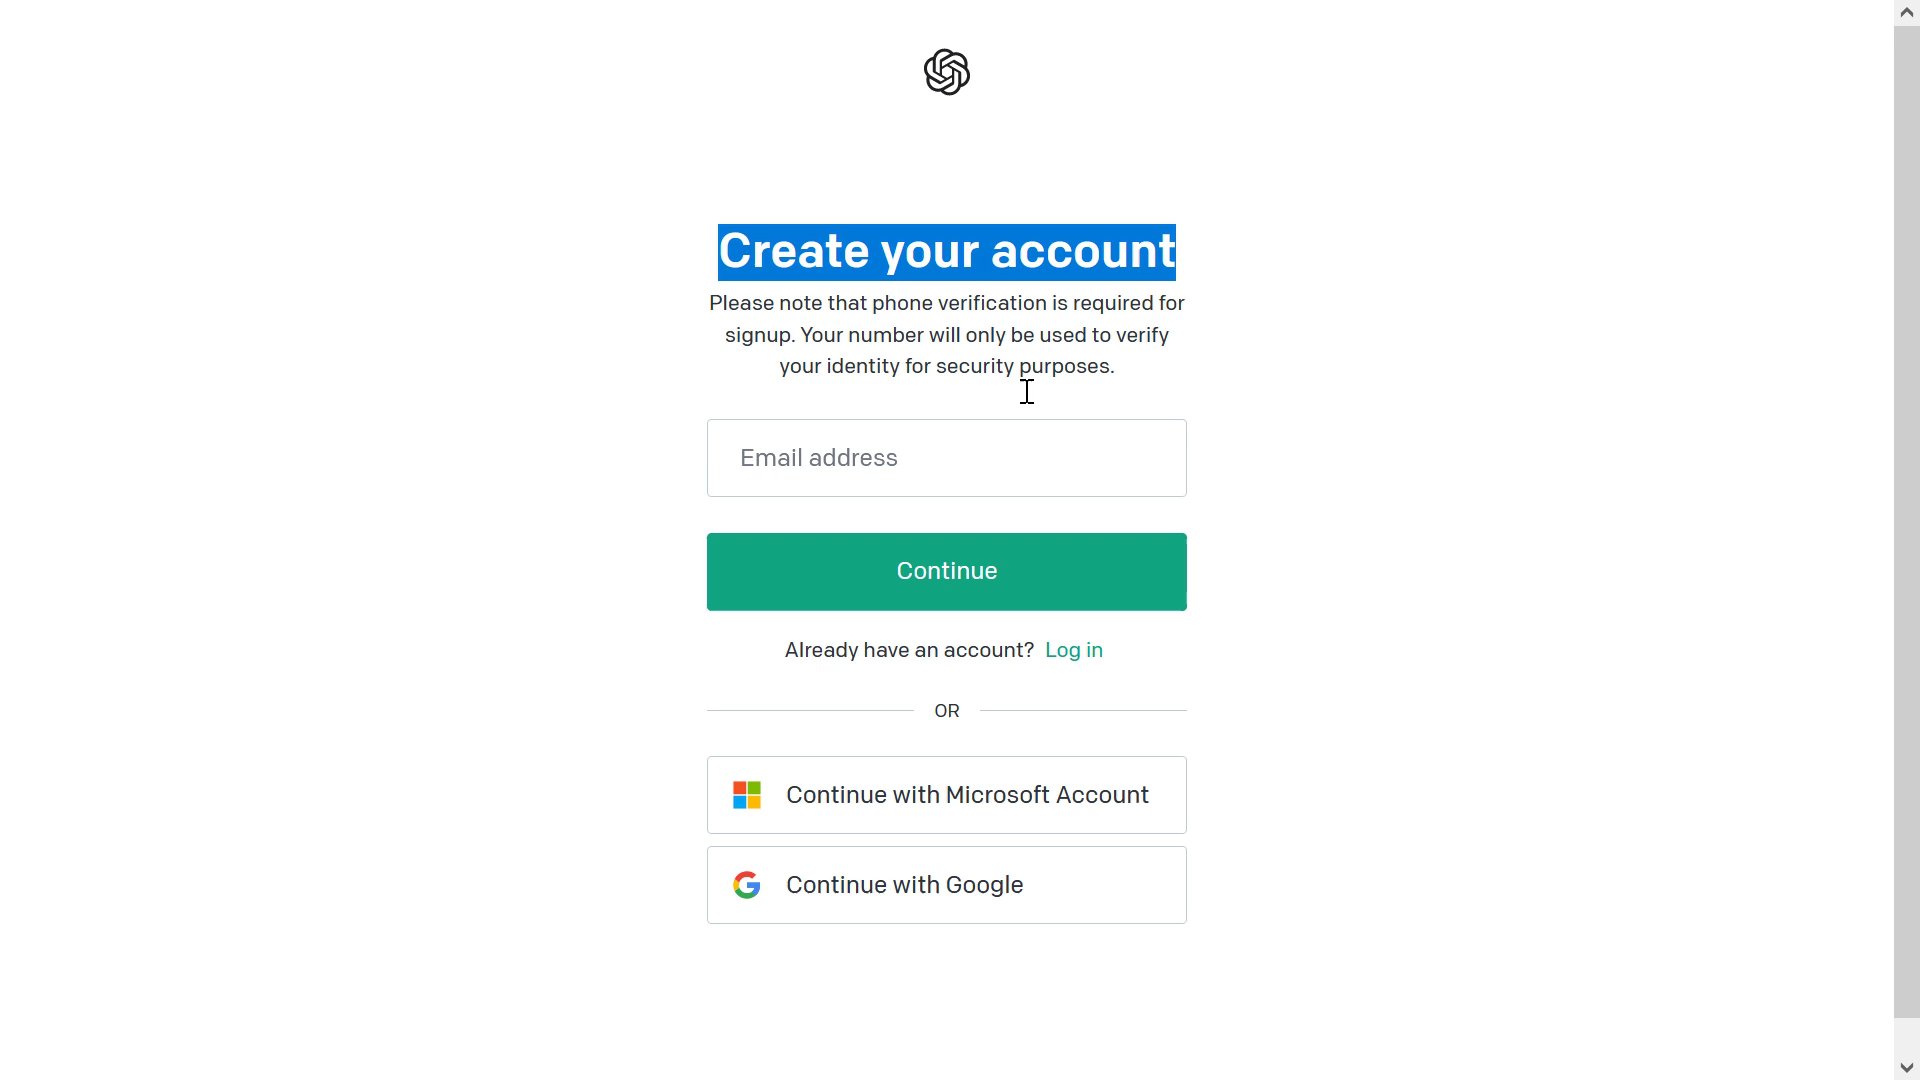 Create your account
Please note that phone verification is required for
signup. Your number will only be used to verify
your identity for security purposes.
Email address
Continue
Already have an account? Log in
OR
Continue with Microsoft Account
Continue with Google